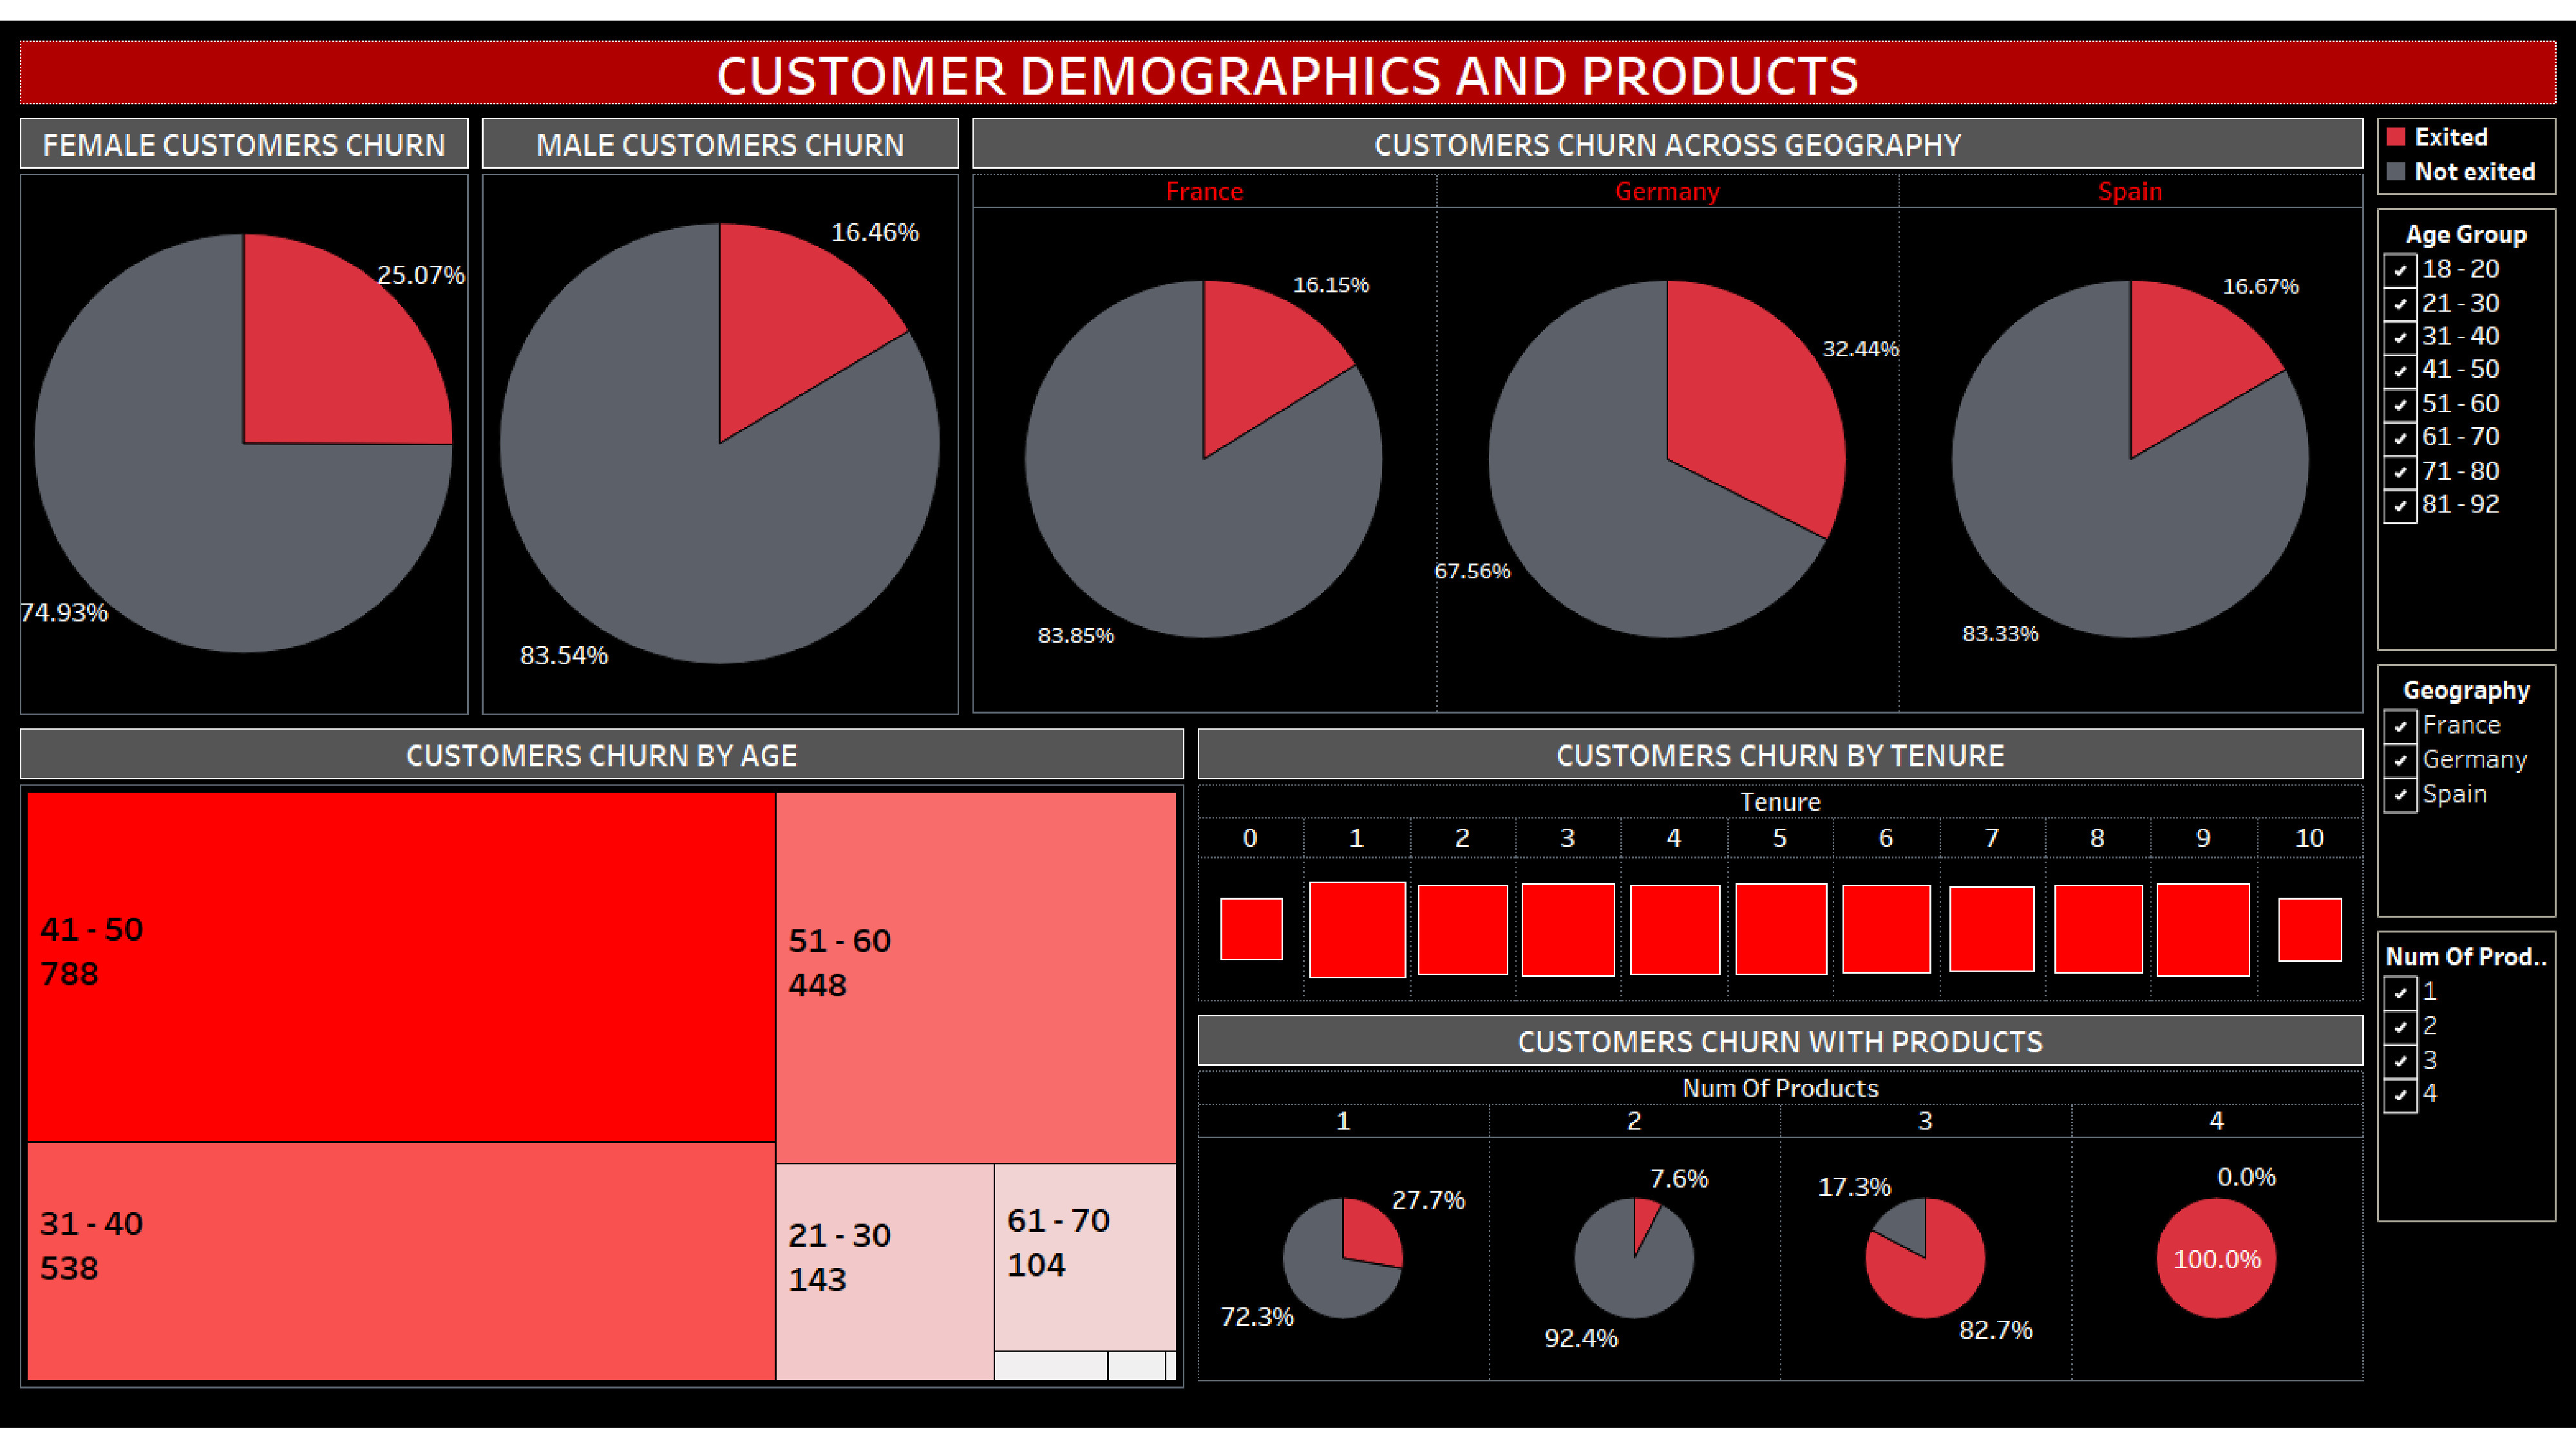 CUSTOMER DEMOGRAPHICS AND PRODUCTS
FEMALE CUSTOMERS CHURN
25.07%
74.93%
MALE CUSTOMERS CHURN
16.46%
83.54%
CUSTOMERS CHURN ACROSS GEOGRAPHY
France
Germany
Spain
16.15%
83.85%
32.44%
67.56%
16.67%
83.33%
Exited
Not exited
Age Group
18 - 20
21 - 30
31 - 40
41 - 50
51 - 60
61 - 70
71 - 80
81 - 92
Geography
France
Germany
Spain
Num Of Prod..
1
2
3
4
CUSTOMERS CHURN BY AGE
41 - 50
788
51 - 60
448
31 - 40
538
21 - 30
143
61 - 70
104
CUSTOMERS CHURN BY TENURE
Tenure
0 1 2 3 4 5 6 7 8 9 10
CUSTOMERS CHURN WITH PRODUCTS
Num Of Products
1 2 3 4
27.7%
72.3%
7.6%
92.4%
17.3%
82.7%
0.0%
100.0%